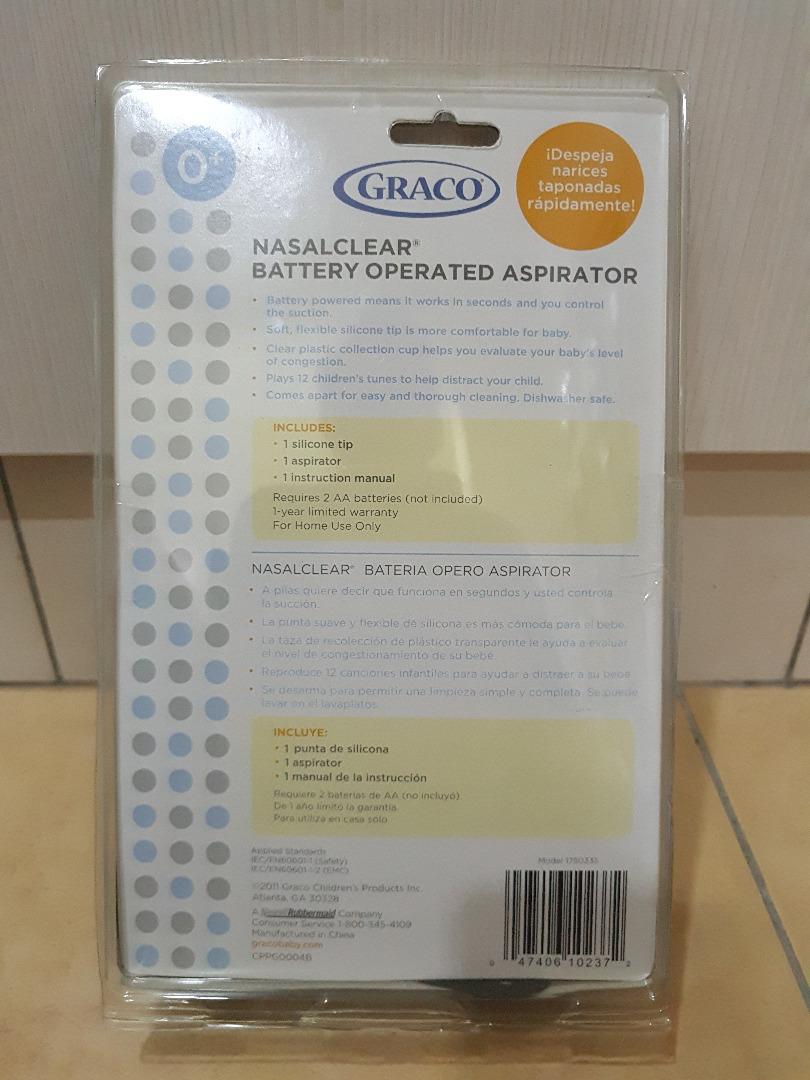 0+
GRACO®
¡Despeja
narices
taponadas
rápidamente!
NASALCLEAR®
BATTERY OPERATED ASPIRATOR
• Battery powered means it works in seconds and you control
the suction.
• Soft, flexible silicone tip is more comfortable for baby.
• Clear plastic collection cup helps you evaluate your baby's level
of congestion.
• Plays 12 children's tunes to help distract your child.
• Comes apart for easy and thorough cleaning. Dishwasher safe.
INCLUDES:
• 1 silicone tip
• 1 aspirator
• 1 instruction manual
Requires 2 AA batteries (not included)
1-year limited warranty
For Home Use Only
NASALCLEAR® BATERIA OPERO ASPIRATOR
• A pilas quiere decir que funciona en segundos y usted controla
la succión.
• La punta suave y flexible de silicona es más cómoda para el bebé.
• La taza de recolección de plástico transparente le ayuda a evaluar
el nivel de congestionamiento de su bebé.
• Reproduce 12 canciones infantiles para ayudar a distraer a su bebé.
• Se desarma para permitir una limpieza simple y completa. Se puede
lavar en el lavaplatos.
INCLUYE:
• 1 punta de silicona
• 1 aspirator
• 1 manual de la instrucción
Requiere 2 baterías de AA (no incluyó)
De 1 año limitó la garantía
Para utiliza en casa sólo
Applied Standards
IEC/EN60601-1 (Safety)
IEC/EN60601-1-2 (EMC)
©2011 Graco Children's Products Inc.
Atlanta, GA 30328
A Newell Rubbermaid Company
Consumer Service 1-800-345-4109
Manufactured in China
gracobaby.com
CPPG0004B
Model 1780335
0 47406 10237 2